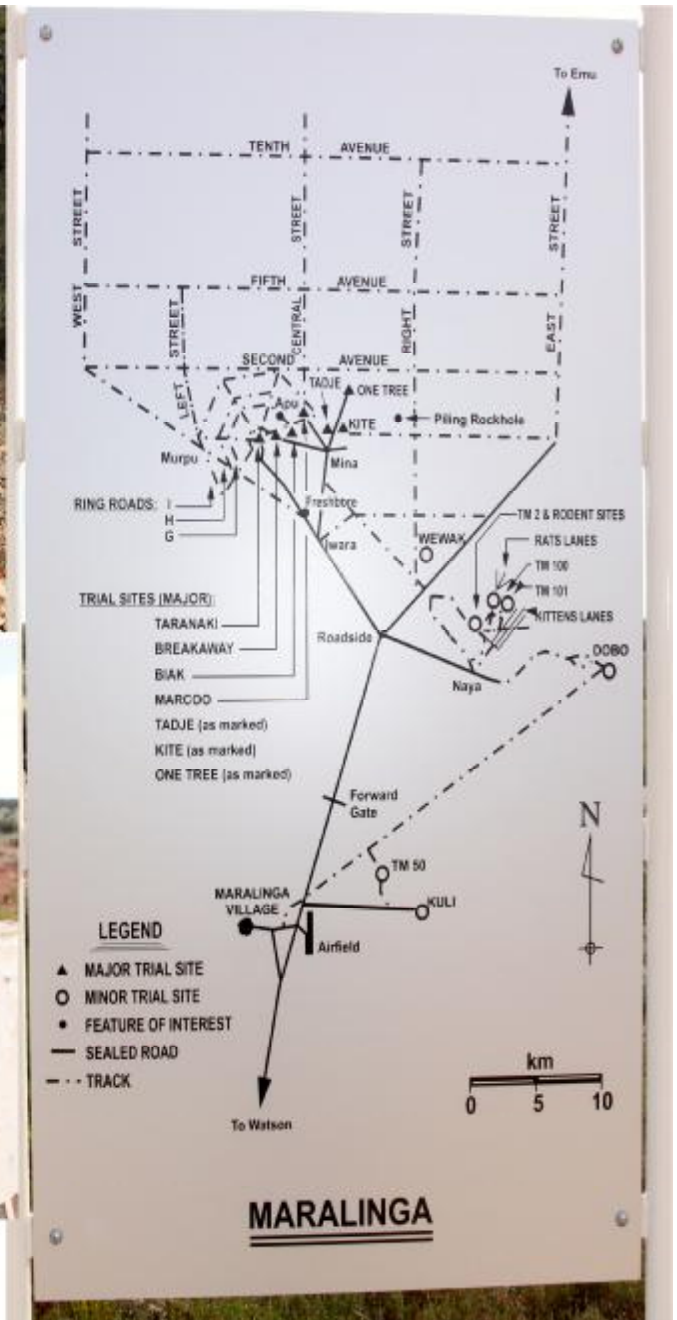 To Emu
TENTH AVENUE
STREET
STREET
STREET
STREET
FIFTH AVENUE
WEST
STREET
CENTRAL
RIGHT
EAST
SECOND AVENUE
LEFT
TADJE
ONE TREE
Apu
KITE
Piling Rockhole
Murpu
Mina
RING ROADS: I
H
G
Freshbore
TM 2 & RODENT SITES
Iwara
WEWAK
RATS LANES
TM 100
TM 101
KITTENS LANES
TRIAL SITES (MAJOR):
TARANAKI
BREAKAWAY
BIAK
MARCOO
TADJE (as marked)
KITE (as marked)
ONE TREE (as marked)
Roadside
DOBO
Naya
Forward
Gate
N
TM 50
MARALINGA
VILLAGE
KULI
Airfield
LEGEND
MAJOR TRIAL SITE
MINOR TRIAL SITE
FEATURE OF INTEREST
SEALED ROAD
TRACK
km
0 5 10
To Watson
MARALINGA